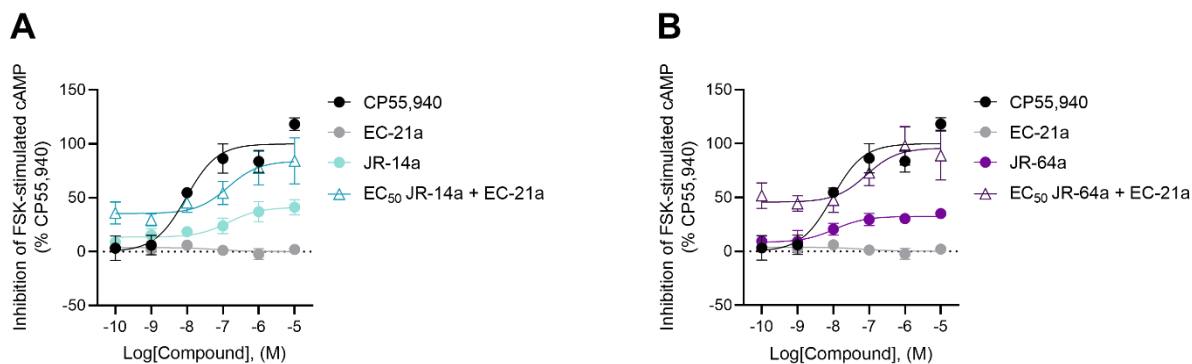 A
Inhibition of FSK-stimulated cAMP
(% CP55,940)
150
100
50
0
-50
-10 -9 -8 -7 -6 -5
Log[Compound], (M)
CP55,940
EC-21a
JR-14a
EC50 JR-14a + EC-21a
B
Inhibition of FSK-stimulated cAMP
(% CP55,940)
150
100
50
0
-50
-10 -9 -8 -7 -6 -5
Log[Compound], (M)
CP55,940
EC-21a
JR-64a
EC50 JR-64a + EC-21a